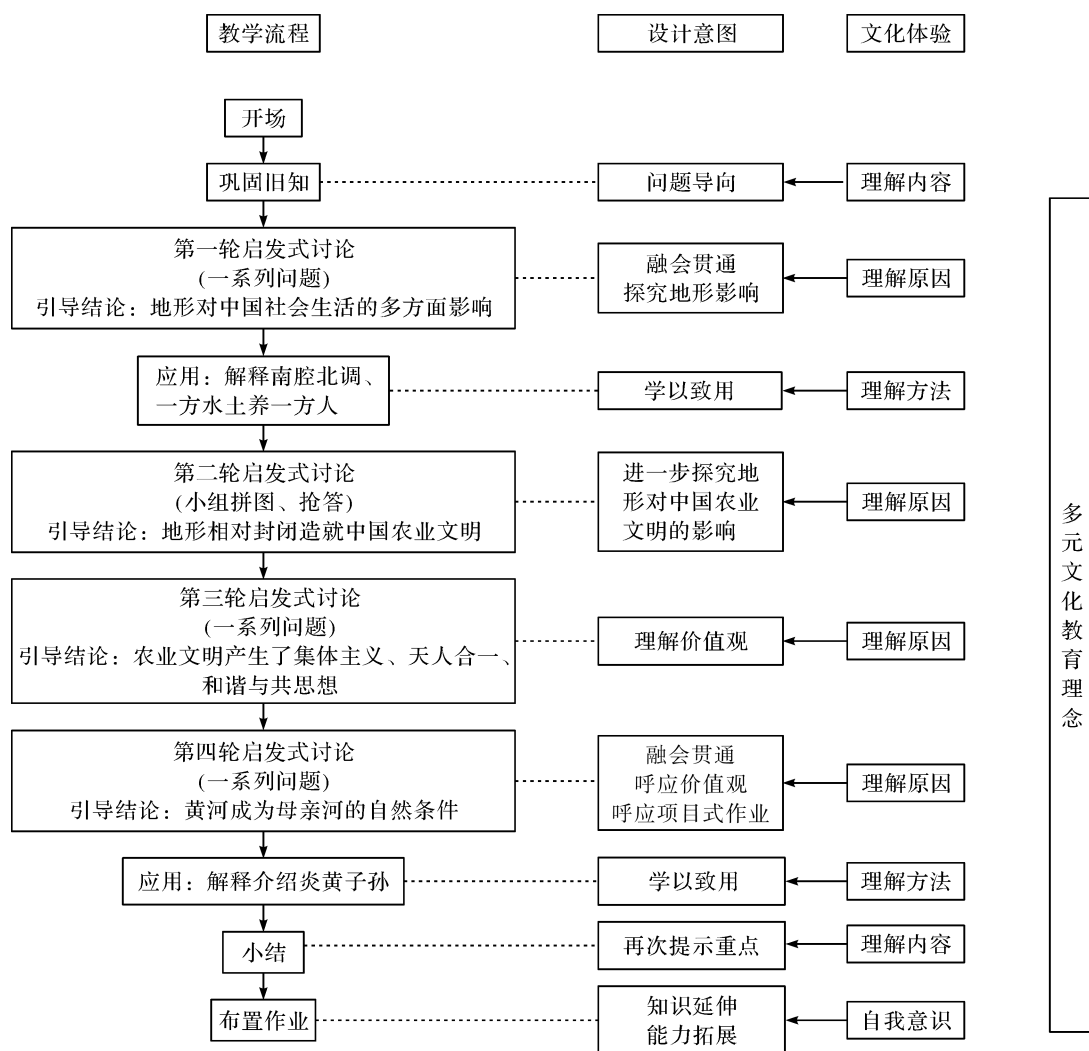 教学流程
设计意图
文化体验
开场
巩固旧知
问题导向
理解内容
第一轮启发式讨论
(一系列问题)
引导结论：地形对中国社会生活的多方面影响
融会贯通
探究地形影响
理解原因
应用：解释南腔北调、
一方水土养一方人
学以致用
理解方法
第二轮启发式讨论
(小组拼图、抢答)
引导结论：地形相对封闭造就中国农业文明
进一步探究地
形对中国农业
文明的影响
理解原因
第三轮启发式讨论
(一系列问题)
引导结论：农业文明产生了集体主义、天人合一、
和谐与共思想
理解价值观
理解原因
第四轮启发式讨论
(一系列问题)
引导结论：黄河成为母亲河的自然条件
融会贯通
呼应价值观
呼应项目式作业
理解原因
应用：解释介绍炎黄子孙
学以致用
理解方法
小结
再次提示重点
理解内容
布置作业
知识延伸
能力拓展
自我意识
多元文化教育理念